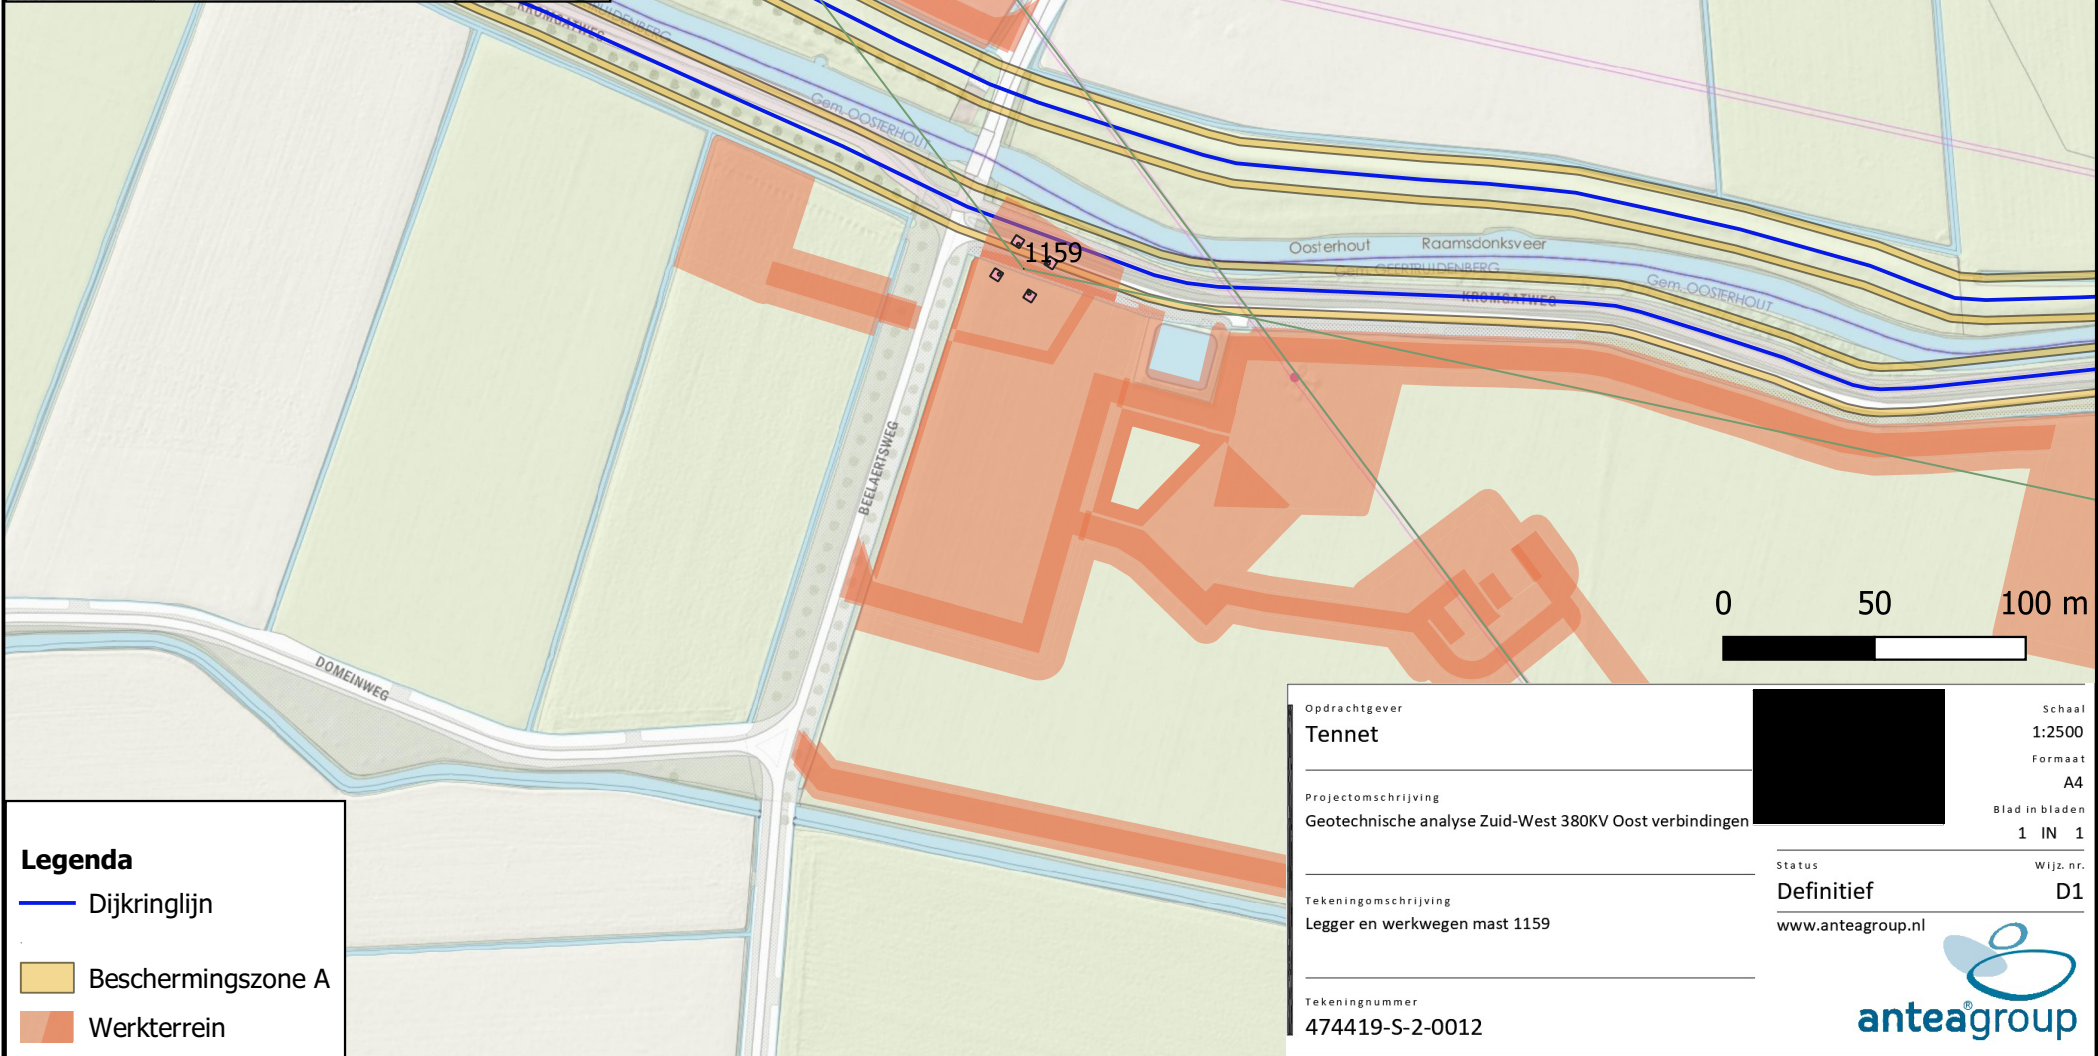 KROMGATWEG
Gem. OOSTERHOUT
1159
Oosterhout Raamsdonksveer
Gem. GEERTRUIDENBERG
KROMGATWEG
Gem. OOSTERHOUT
BEELAERTSWEG
DOMEINWEG
0 50 100 m
Legenda
Dijkringlijn
Beschermingszone A
Werkterrein
Opdrachtgever
Tennet
Projectomschrijving
Geotechnische analyse Zuid-West 380KV Oost verbindingen
Tekeningomschrijving
Legger en werkwegen mast 1159
Tekeningnummer
474419-S-2-0012
Schaal
1:2500
Formaat
A4
Blad in bladen
1 IN 1
Status Wijz. nr.
Definitief D1
www.anteagroup.nl
antea®group